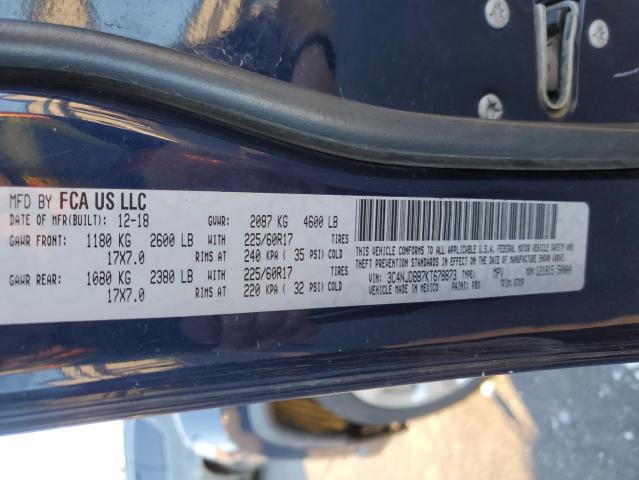 MFD BY FCA US LLC
DATE OF MFR(BUILT): 12-18 GVWR: 2087 KG 4600 LB
GAWR FRONT: 1180 KG 2600 LB WITH 225/60R17 TIRES
17X7.0 RIMS AT 240 KPA ( 35 PSI) COLD
GAWR REAR: 1080 KG 2380 LB WITH 225/60R17 TIRES
17X7.0 RIMS AT 220 KPA ( 32 PSI) COLD
THIS VEHICLE CONFORMS TO ALL APPLICABLE U.S.A. FEDERAL MOTOR VEHICLE SAFETY AND
THEFT PREVENTION STANDARDS IN EFFECT ON THE DATE OF MANUFACTURE SHOWN ABOVE.
VIN: 3C4NJDBB7KT678873 TYPE: MPV MDH:
VEHICLE MADE IN MEXICO PAINT: PBX TRIM: